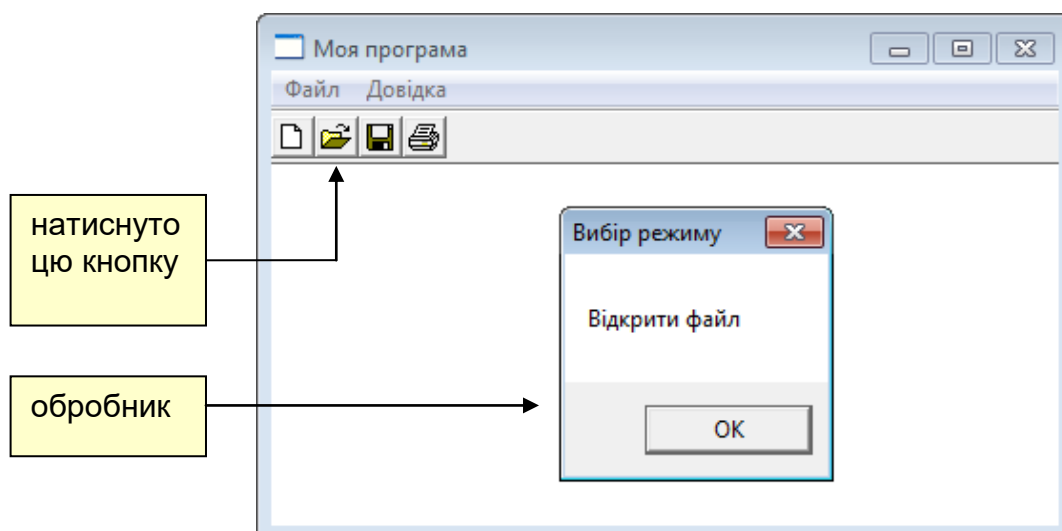 Моя програма
Файл Довідка
натиснуто
цю кнопку
Вибір режиму
Відкрити файл
обробник
OK